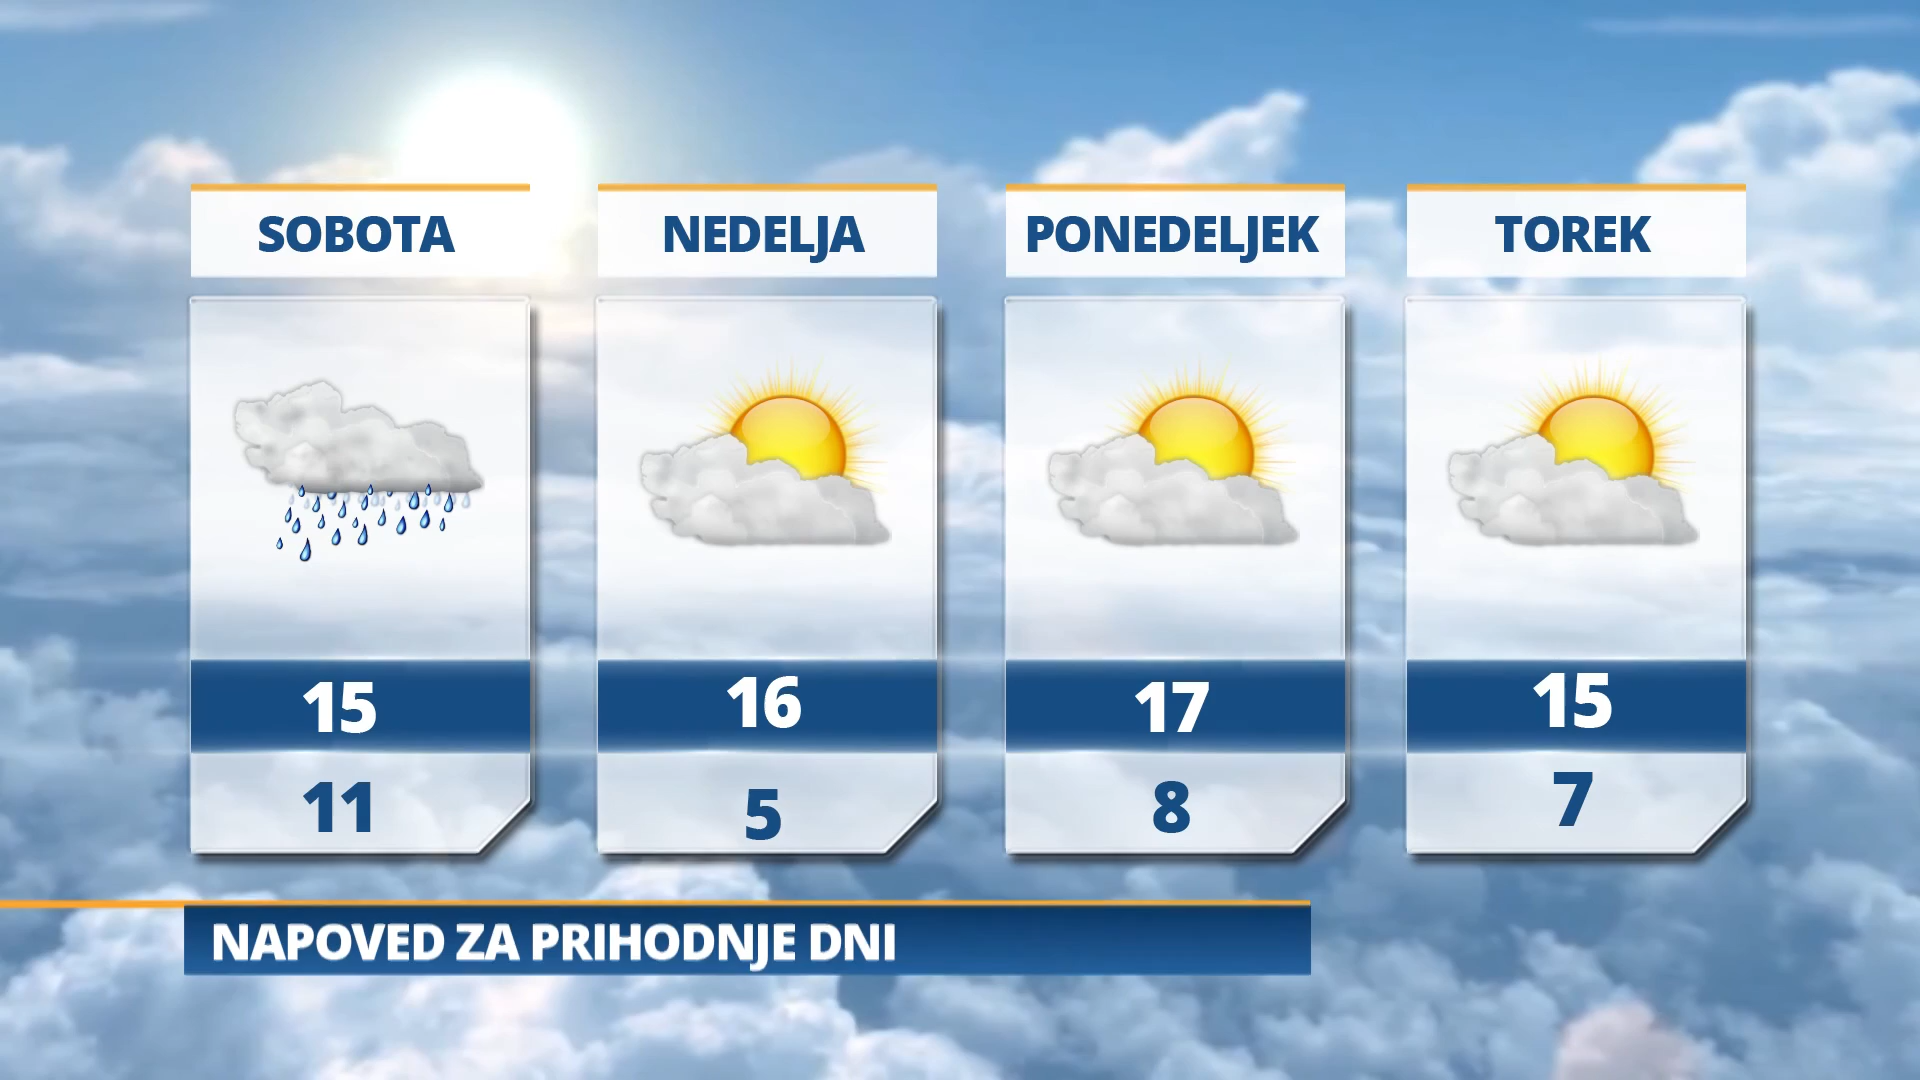 SOBOTA
NEDELJA
PONEDELJEK
TOREK
15
16
17
15
11
5
8
7
NAPOVED ZA PRIHODNJE DNI